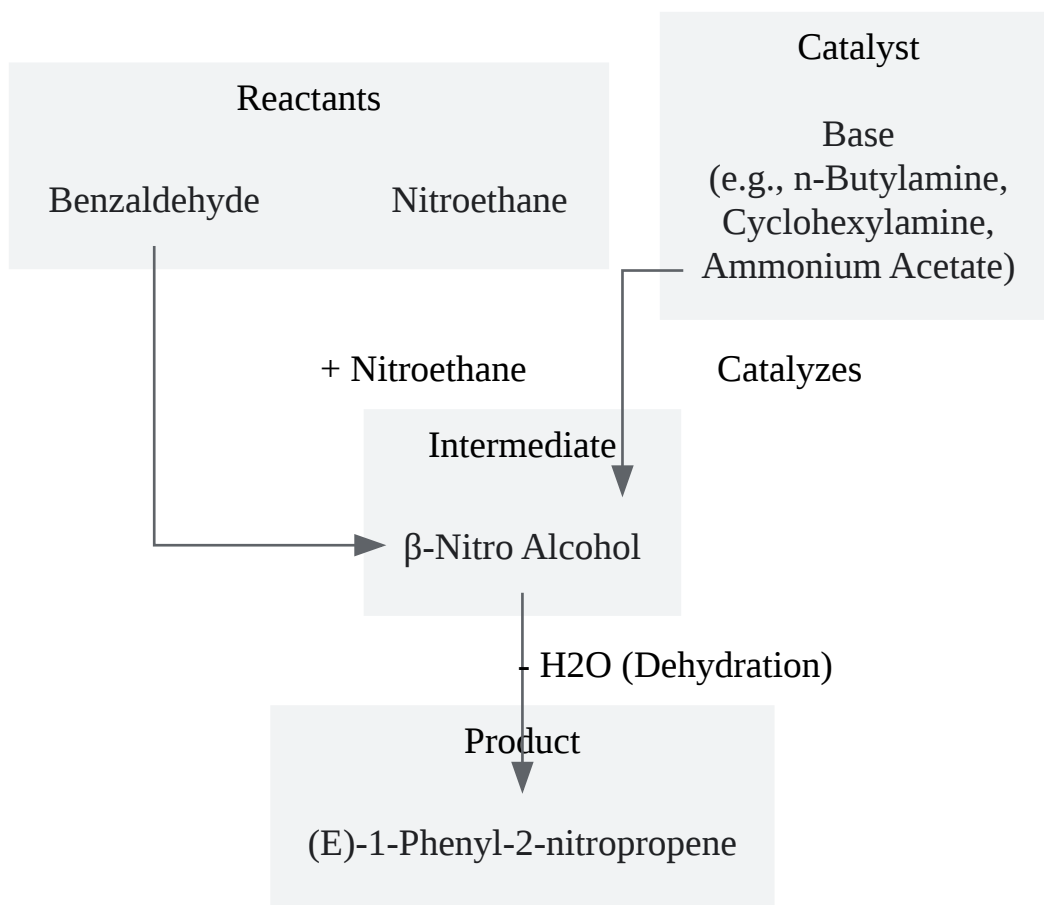 Catalyst
Reactants
Base
(e.g., n-Butylamine,
Cyclohexylamine,
Ammonium Acetate)
Benzaldehyde
Nitroethane
+ Nitroethane
Catalyzes
Intermediate
β-Nitro Alcohol
- H2O (Dehydration)
Product
(E)-1-Phenyl-2-nitropropene